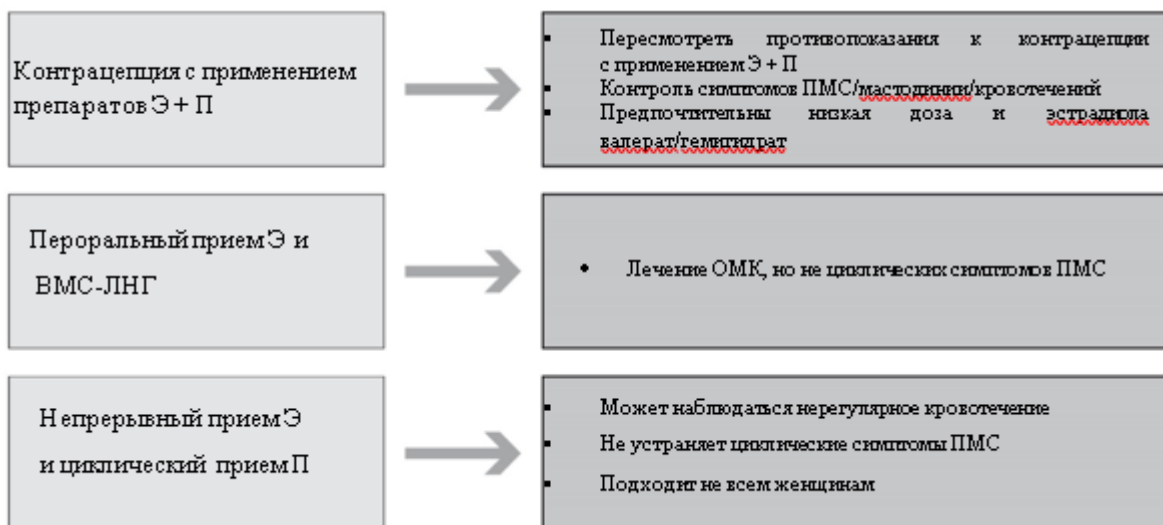 Контрацепция с применением
препаратов Э + П
Пересмотреть противопоказания к контрацепции
с применением Э + П
Контроль симптомов ПМС/мастодинии/кровотечений
Предпочтительны низкая доза и эстрадиола
валерат/гемигидрат
Пероральный прием Э и
ВМС-ЛНГ
Лечение ОМК, но не циклических симптомов ПМС
Непрерывный прием Э
и циклический прием П
Может наблюдаться нерегулярное кровотечение
Не устраняет циклические симптомы ПМС
Подходит не всем женщинам